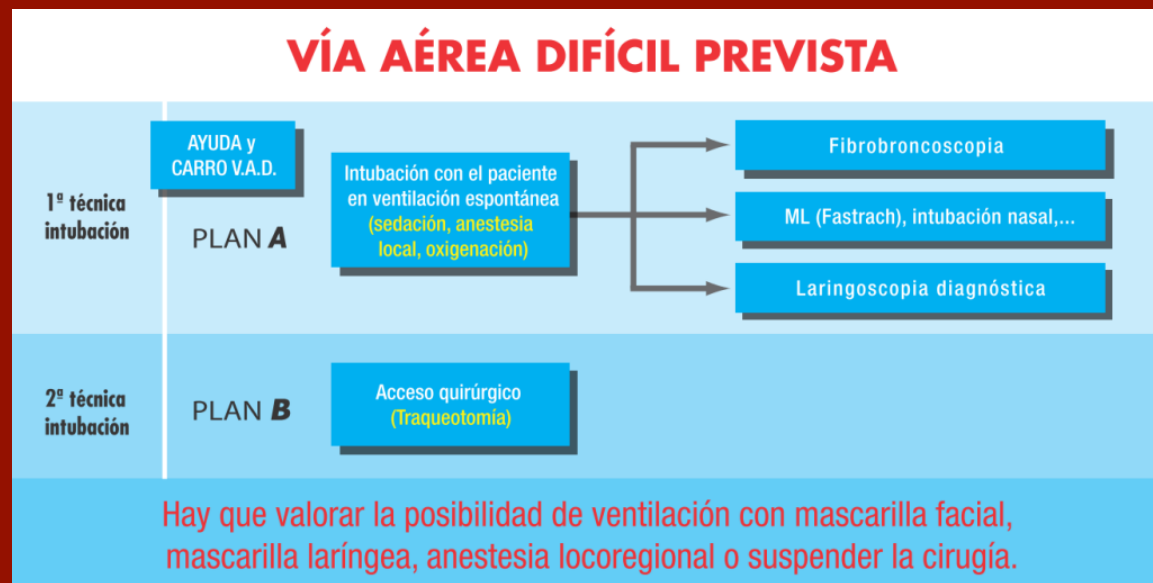 VÍA AÉREA DIFÍCIL PREVISTA
AYUDA y
CARRO V.A.D.
1ª técnica
intubación
PLAN A
Intubación con el paciente
en ventilación espontánea
(sedación, anestesia
local, oxigenación)
Fibrobroncoscopia
ML (Fastrach), intubación nasal,...
Laringoscopia diagnóstica
2ª técnica
intubación
PLAN B
Acceso quirúrgico
(Traqueotomía)
Hay que valorar la posibilidad de ventilación con mascarilla facial,
mascarilla laríngea, anestesia locoregional o suspender la cirugía.